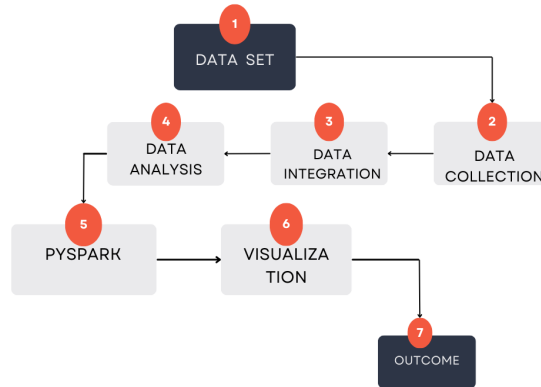 1
DATA SET
2
DATA
COLLECTION
3
DATA
INTEGRATION
4
DATA
ANALYSIS
5
PYSPARK
6
VISUALIZA
TION
7
OUTCOME